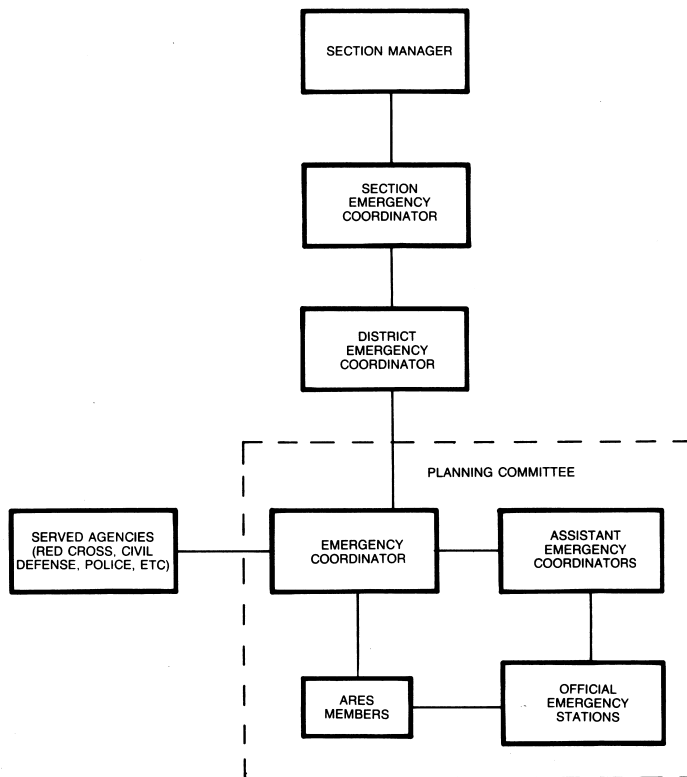 SECTION MANAGER
SECTION
EMERGENCY
COORDINATOR
DISTRICT
EMERGENCY
COORDINATOR
PLANNING COMMITTEE
SERVED AGENCIES
(RED CROSS, CIVIL
DEFENSE, POLICE, ETC)
EMERGENCY
COORDINATOR
ASSISTANT
EMERGENCY
COORDINATORS
ARES
MEMBERS
OFFICIAL
EMERGENCY
STATIONS